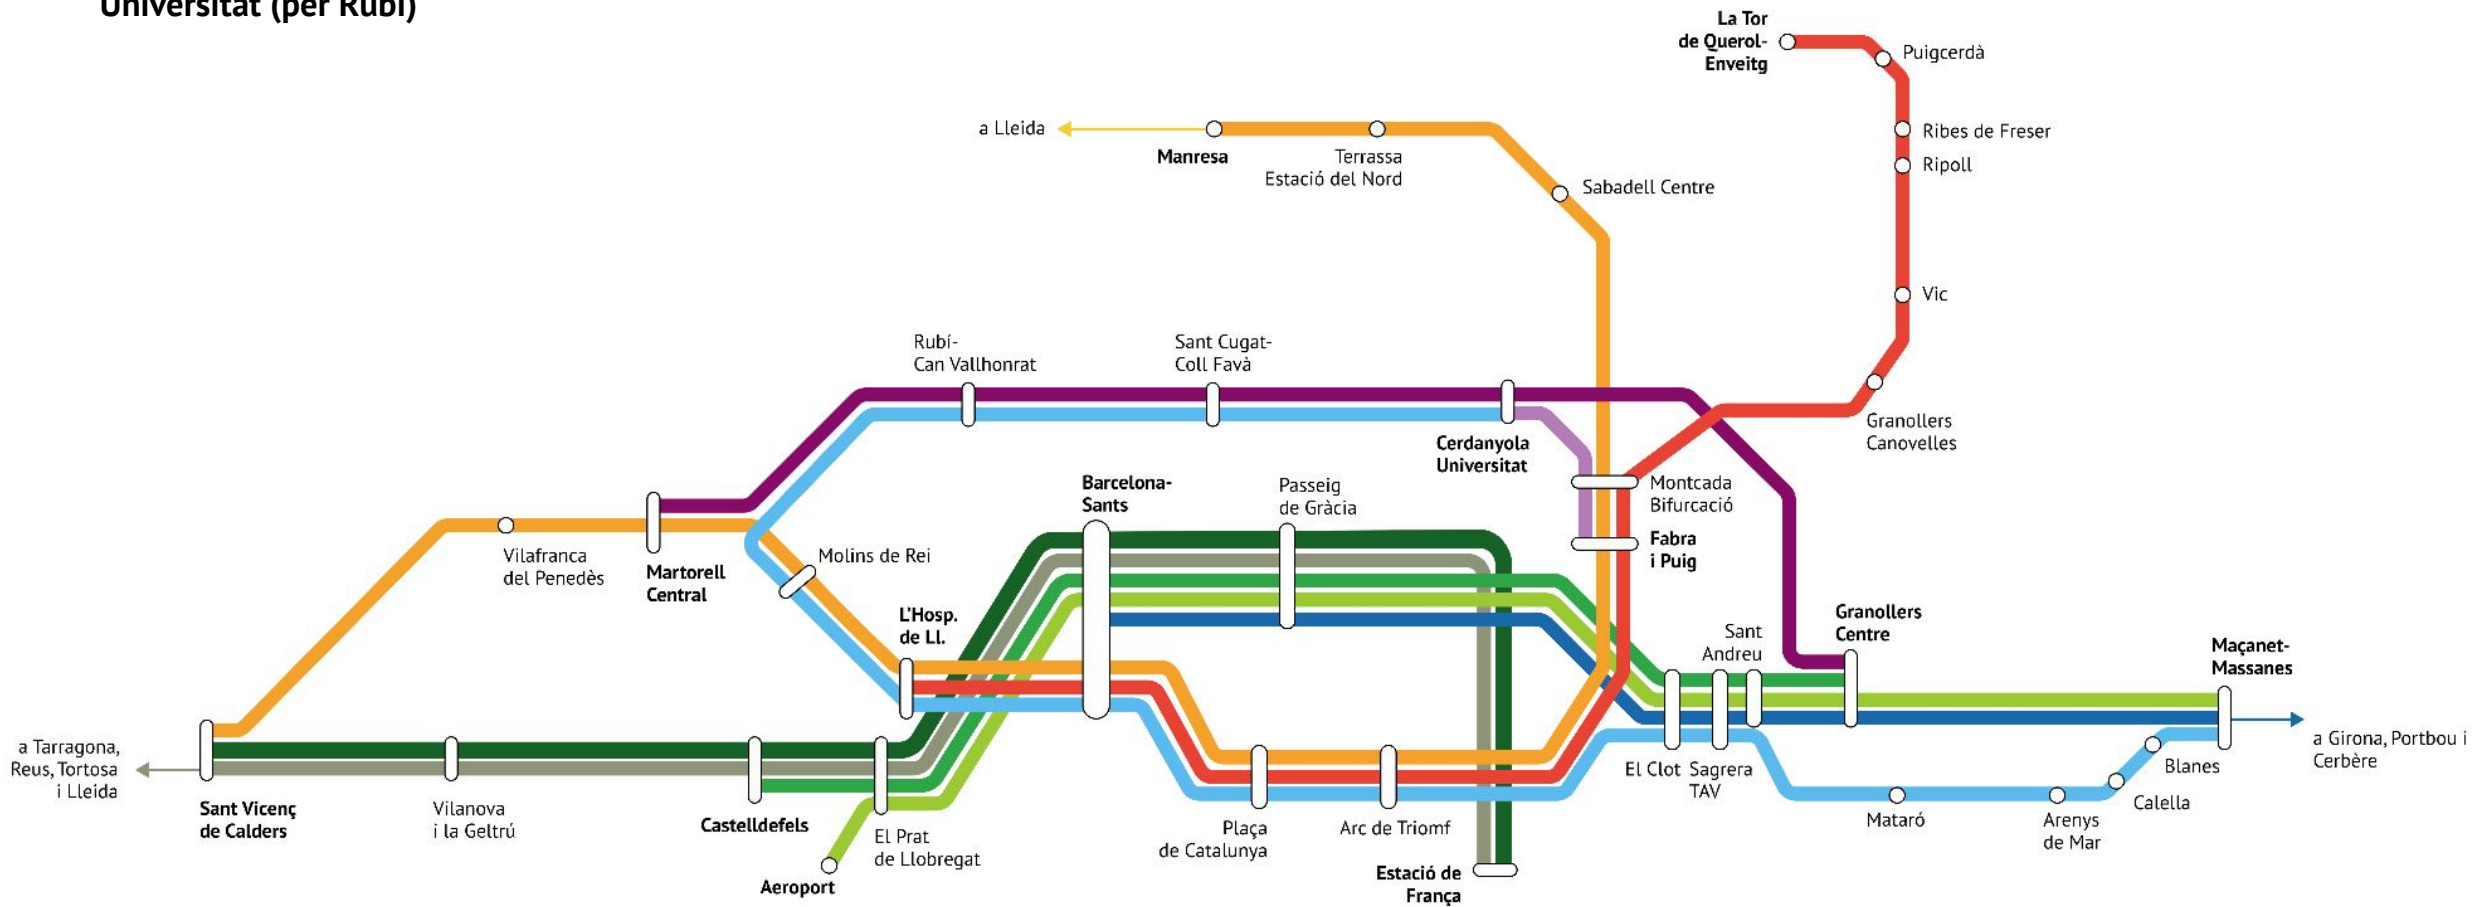 Universitat (per Rubí)
La Tor
de Querol-
Enveitg
Puigcerdà
Ribes de Freser
Ripoll
Vic
Granollers
Canovelles
a Lleida
Manresa
Terrassa
Estació del Nord
Sabadell Centre
Rubí-
Can Vallhonrat
Sant Cugat-
Coll Favà
Cerdanyola
Universitat
Montcada
Bifurcació
Fabra
i Puig
Barcelona-
Sants
Passeig
de Gràcia
Vilafranca
del Penedès
Martorell
Central
Molins de Rei
L'Hosp.
de Ll.
Sant
Andreu
Granollers
Centre
Maçanet-
Massanes
a Tarragona,
Reus, Tortosa
i Lleida
Sant Vicenç
de Calders
Vilanova
i la Geltrú
Castelldefels
El Prat
de Llobregat
Aeroport
Plaça
de Catalunya
Arc de Triomf
Estació de
França
El Clot
Sagrera
TAV
Mataró
Arenys
de Mar
Calella
Blanes
a Girona, Portbou i
Cerbère